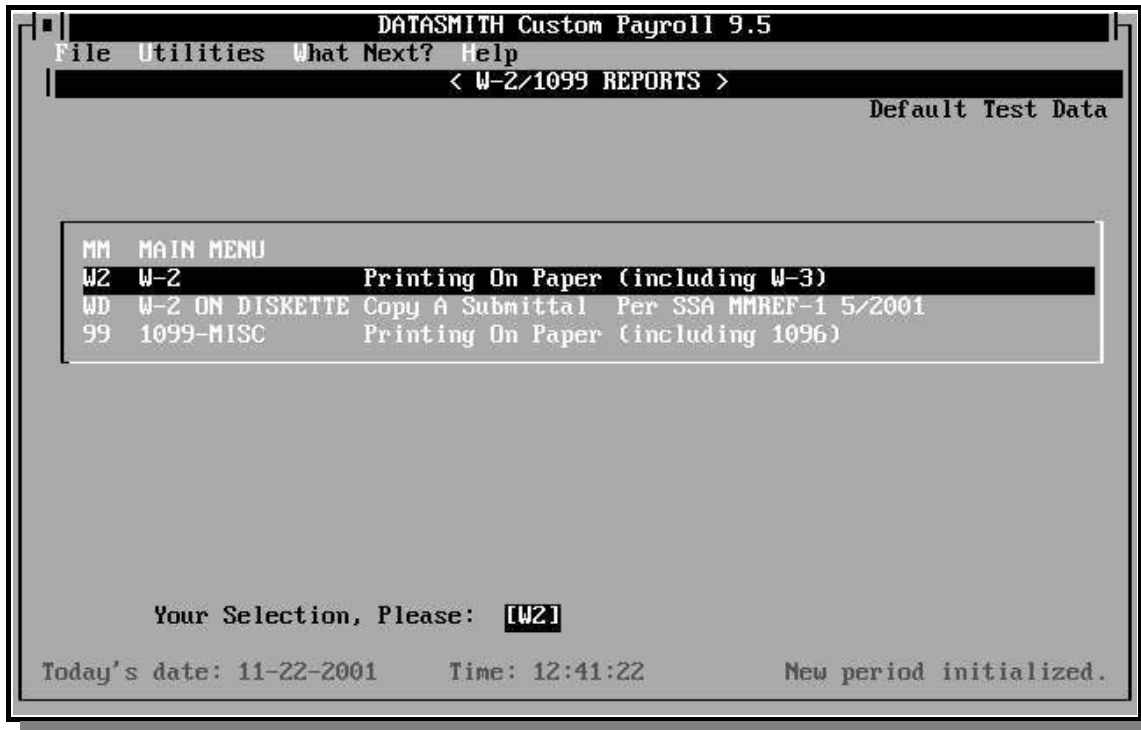 DATASMITH Custom Payroll 9.5
File Utilities What Next? Help
< W-2/1099 REPORTS >
Default Test Data
MM MAIN MENU
W2 W-2 Printing On Paper (including W-3)
WD W-2 ON DISKETTE Copy A Submittal Per SSA MMREF-1 5/2001
99 1099-MISC Printing On Paper (including 1096)
Your Selection, Please: [W2]
Today's date: 11-22-2001 Time: 12:41:22 New period initialized.